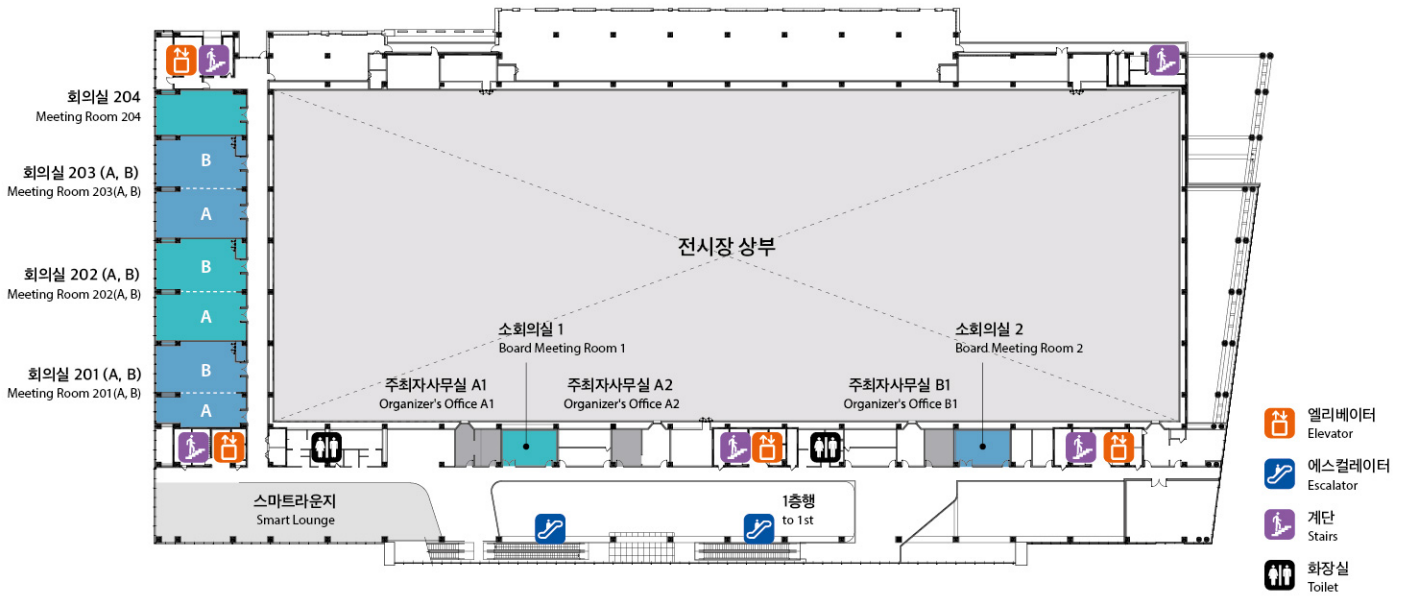 회의실 204
Meeting Room 204
회의실 203 (A, B)
Meeting Room 203(A, B)
B
A
회의실 202 (A, B)
Meeting Room 202(A, B)
B
A
회의실 201 (A, B)
Meeting Room 201(A, B)
B
A
전시장 상부
소회의실 1
Board Meeting Room 1
소회의실 2
Board Meeting Room 2
주최자사무실 A1
Organizer's Office A1
주최자사무실 A2
Organizer's Office A2
주최자사무실 B1
Organizer's Office B1
스마트라운지
Smart Lounge
1층행
to 1st
엘리베이터
Elevator
에스컬레이터
Escalator
계단
Stairs
화장실
Toilet